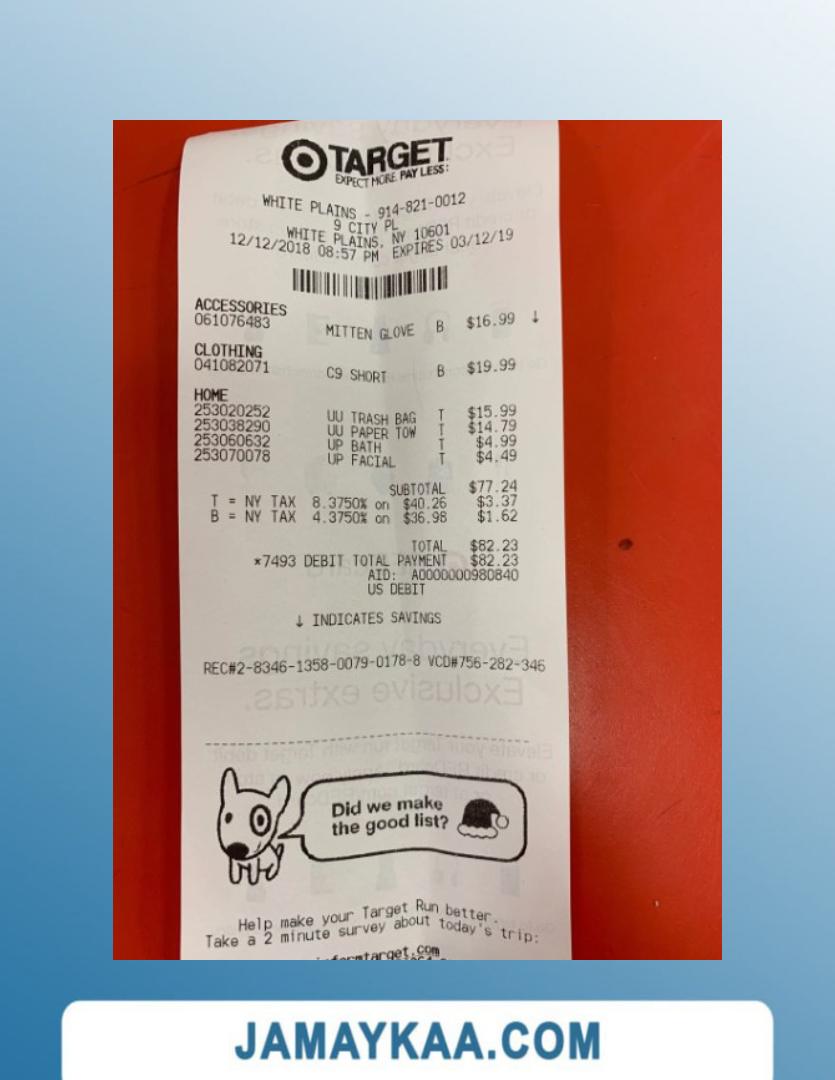 TARGET
EXPECT MORE. PAY LESS.
WHITE PLAINS - 914-821-0012
9 CITY PL
WHITE PLAINS, NY 10601
12/12/2018 08:57 PM EXPIRES 03/12/19
ACCESSORIES
061076483 MITTEN GLOVE B $16.99 ↓
CLOTHING
041082071 C9 SHORT B $19.99
HOME
253020252 UU TRASH BAG T $15.99
253038290 UU PAPER TOW T $14.79
253060632 UP BATH T $4.99
253070078 UP FACIAL T $4.49
SUBTOTAL $77.24
T = NY TAX 8.3750% on $40.26 $3.37
B = NY TAX 4.3750% on $36.98 $1.62
TOTAL $82.23
*7493 DEBIT TOTAL PAYMENT $82.23
AID: A0000000980840
US DEBIT
↓ INDICATES SAVINGS
REC#2-8346-1358-0079-0178-8 VCD#756-282-346
Everyday savings
Exclusive extras.
Did we make
the good list?
Help make your Target Run better.
Take a 2 minute survey about today's trip:
informtarget.com
JAMAYKAA.COM